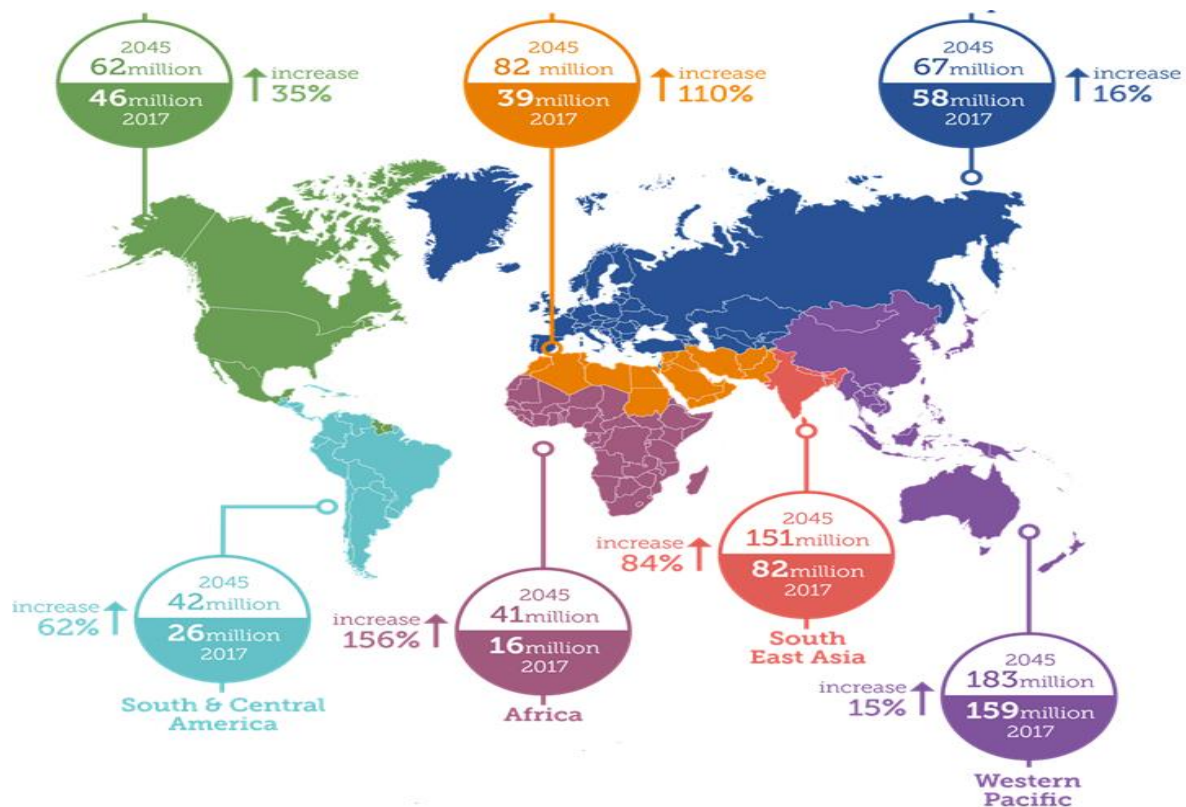 2045
62million
46million
2017
increase
35%
2045
82 million
39million
2017
increase
110%
2045
67million
58million
2017
increase
16%
increase
62%
2045
42million
26million
2017
South & Central
America
increase
156%
2045
41million
16million
2017
Africa
increase
84%
2045
151million
82million
2017
South
East Asia
increase
15%
2045
183million
159million
2017
Western
Pacific